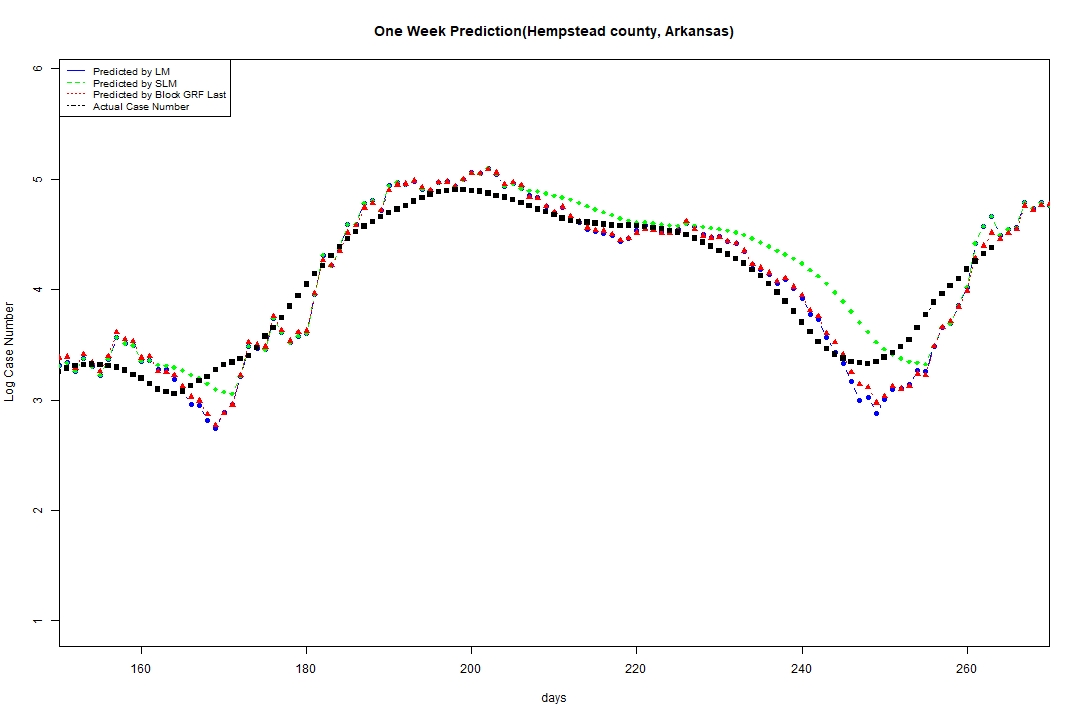 One Week Prediction(Hempstead county, Arkansas)
Predicted by LM
Predicted by SLM
Predicted by Block GRF Last
Actual Case Number
6
5
4
3
2
1
Log Case Number
160 180 200 220 240 260
days